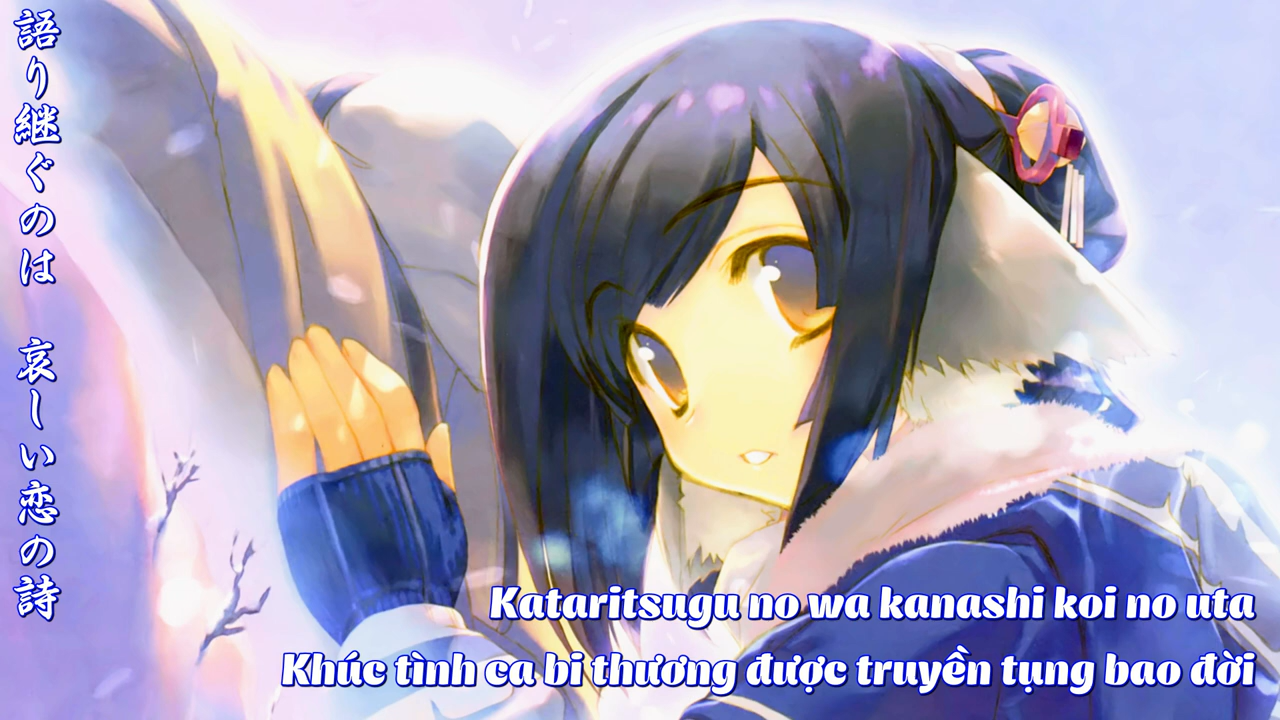 語り継ぐのは　哀しい恋の詩
Kataritsugu no wa kanashi koi no uta
Khúc tình ca bi thương được truyền tụng bao đời